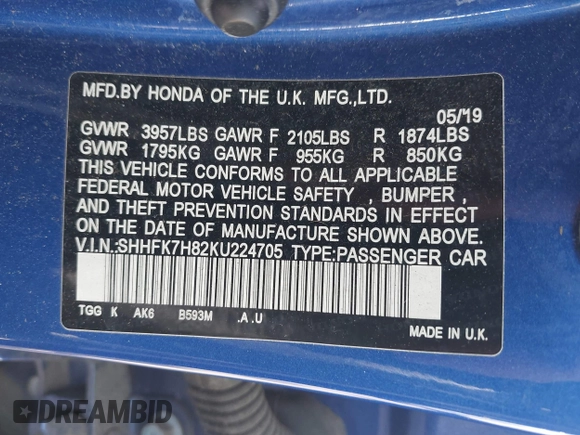 MFD.BY HONDA OF THE U.K. MFG.,LTD.
05/'19
GVWR 3957LBS GAWR F 2105LBS R 1874LBS
GVWR 1795KG GAWR F 955KG R 850KG
THIS VEHICLE CONFORMS TO ALL APPLICABLE
FEDERAL MOTOR VEHICLE SAFETY , BUMPER ,
AND THEFT PREVENTION STANDARDS IN EFFECT
ON THE DATE OF MANUFACTURE SHOWN ABOVE.
V.I.N.:SHHFK7H82KU224705 TYPE:PASSENGER CAR
TGG K AK6 B593M .A .U
MADE IN U.K.
DREAMBID